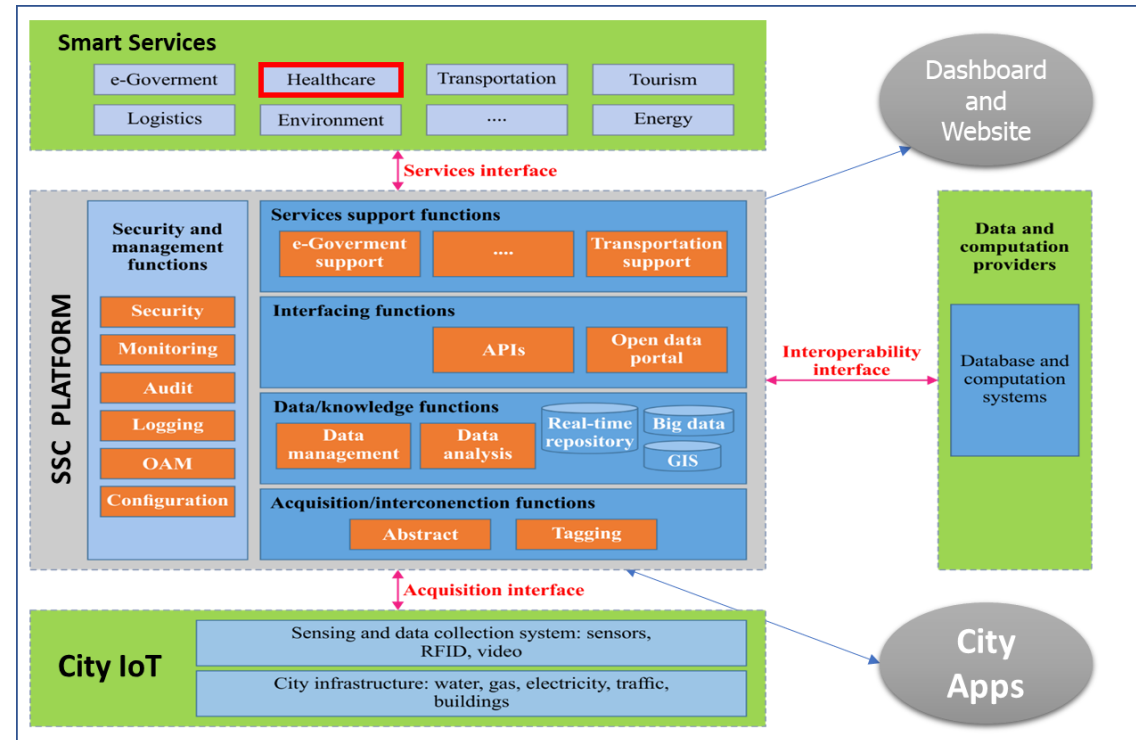 Smart Services
e-Goverment
Healthcare
Transportation
Tourism
Logistics
Environment
....
Energy
Dashboard
and
Website
Services interface
SSC PLATFORM
Security and
management
functions
Security
Monitoring
Audit
Logging
OAM
Configuration
Services support functions
e-Goverment
support
....
Transportation
support
Interfacing functions
APIs
Open data
portal
Data/knowledge functions
Data
management
Data
analysis
Real-time
repository
Big data
GIS
Acquisition/interconenction functions
Abstract
Tagging
Interoperability
interface
Data and
computation
providers
Database and
computation
systems
Acquisition interface
City IoT
Sensing and data collection system: sensors,
RFID, video
City infrastructure: water, gas, electricity, traffic,
buildings
City
Apps